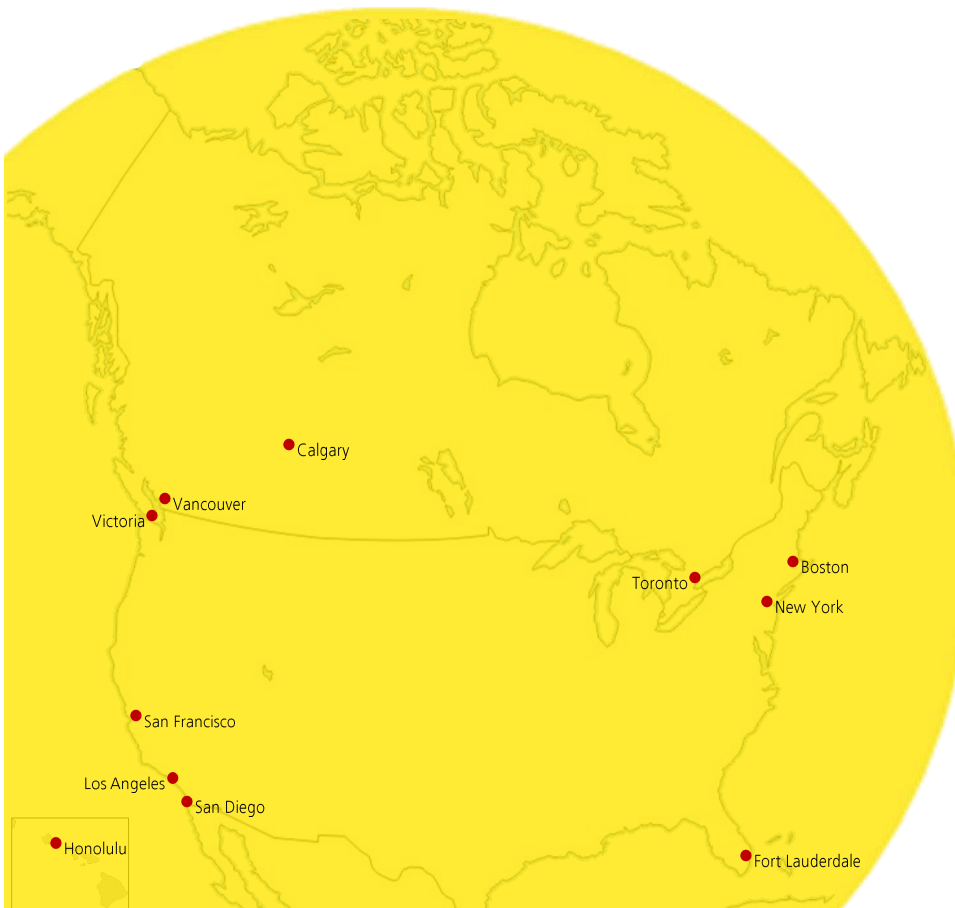 Calgary
Vancouver
Victoria
Boston
Toronto
New York
San Francisco
Los Angeles
San Diego
Honolulu
Fort Lauderdale